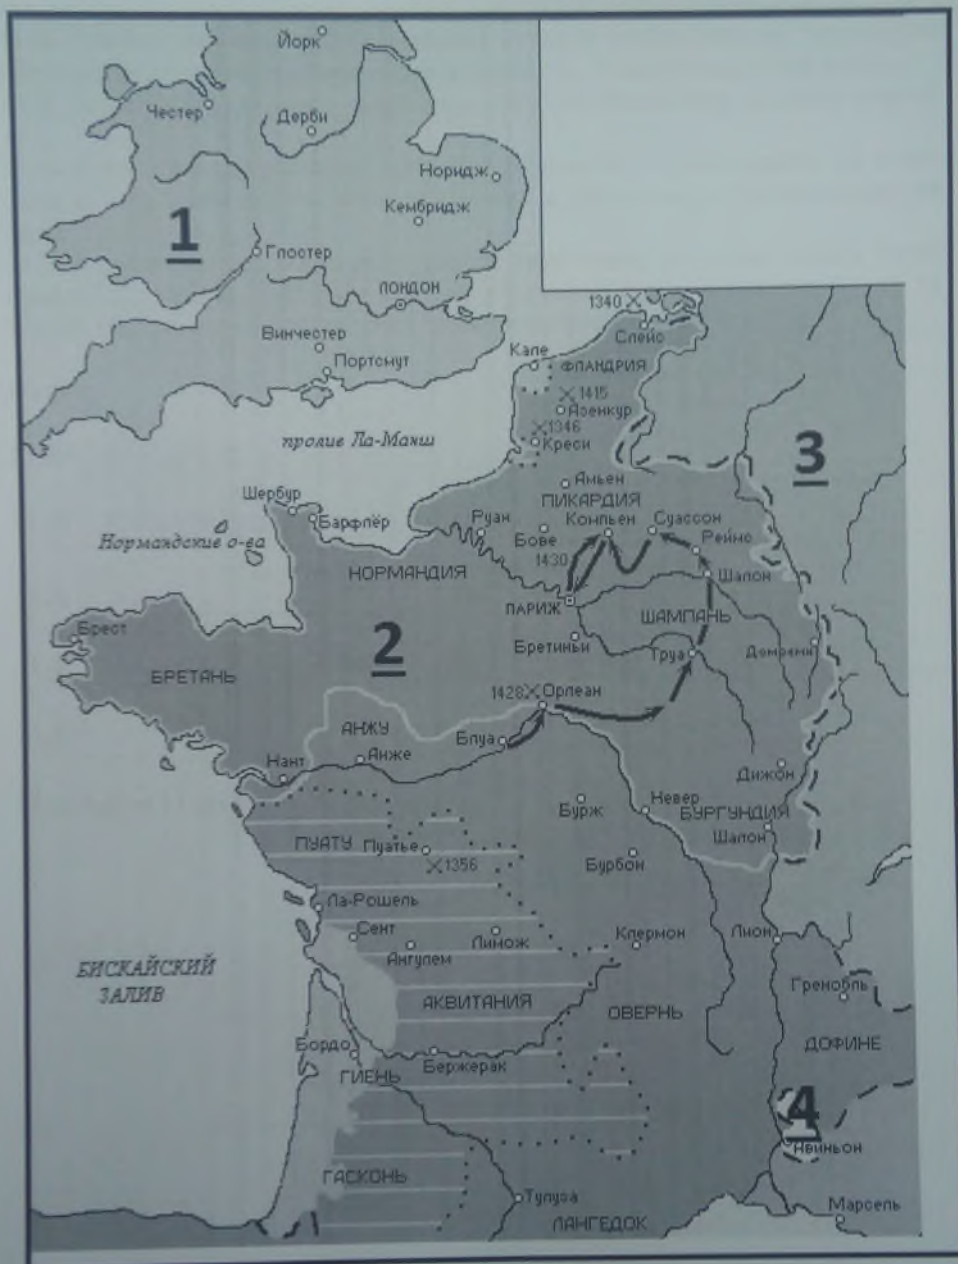 Йорк
Честер
Дерби
Норидж
Кембридж
1
Глостер
ЛОНДОН
1340
Слейс
Винчестер
Портсмут
Кале
ФЛАНДРИЯ
1415
Азенкур
1346
Креси
пролив Ла-Манш
3
Амьен
ПИКАРДИЯ
Шербур
Барфлёр
Руан
Бове
Компьен
Суассон
Реймс
Нормандские о-ва
1430
НОРМАНДИЯ
Шалон
ПАРИЖ
ШАМПАНЬ
Брест
2
Бретиньи
Труа
Домреми
БРЕТАНЬ
1428
Орлеан
АНЖУ
Блуа
Нант
Анже
Дижон
Бурж
Невер
БУРГУНДИЯ
Шалон
ПУАТУ
Пуатье
1356
Бурбон
Ла-Рошель
Сент
Лимож
Клермон
Лион
Ангулем
БИСКАЙСКИЙ
ЗАЛИВ
АКВИТАНИЯ
ОВЕРНЬ
Гренобль
Бордо
Бержерак
ДОФИНЕ
ГИЕНЬ
4
Авиньон
ГАСКОНЬ
Тулуза
Марсель
ЛАНГЕДОК